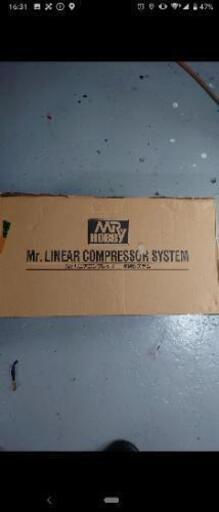 16:31
47%
MR HOBBY
Mr. LINEAR COMPRESSOR SYSTEM